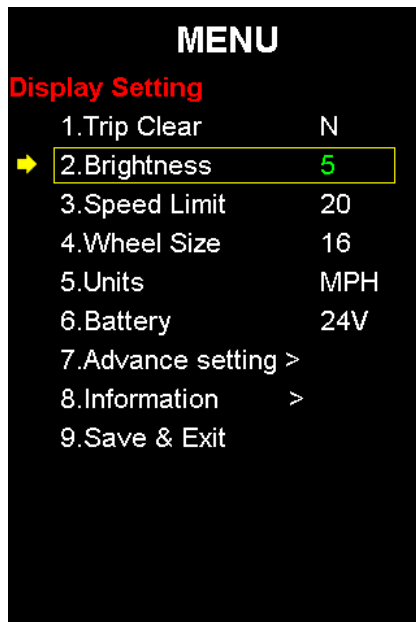 MENU
Display Setting
1.Trip Clear N
2.Brightness 5
3.Speed Limit 20
4.Wheel Size 16
5.Units MPH
6.Battery 24V
7.Advance setting >
8.Information >
9.Save & Exit